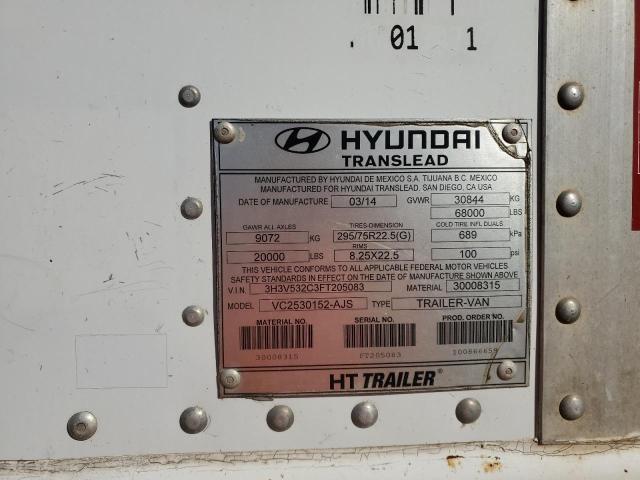 . 01 1
HYUNDAI
TRANSLEAD
MANUFACTURED BY HYUNDAI DE MEXICO S.A. TIJUANA B.C. MEXICO
MANUFACTURED FOR HYUNDAI TRANSLEAD. SAN DIEGO, CA USA
DATE OF MANUFACTURE 03/14 GVWR 30844 KG
68000 LBS
GAWR ALL AXLES TIRES-DIMENSION COLD TIRE INFL DUALS
9072 KG 295/75R22.5(G) 689 kPa
RIMS
20000 LBS 8.25X22.5 100 psi
THIS VEHICLE CONFORMS TO ALL APPLICABLE FEDERAL MOTOR VEHICLES
SAFETY STANDARDS IN EFFECT ON THE DATE OF MANUFACTURE SHOWN ABOVE
V.I.N. 3H3V532C3FT205083 MATERIAL 30008315
MODEL VC2530152-AJS TYPE TRAILER-VAN
MATERIAL NO. SERIAL NO. PROD. ORDER NO.
30008315 FT205083 100866659
HT TRAILER®